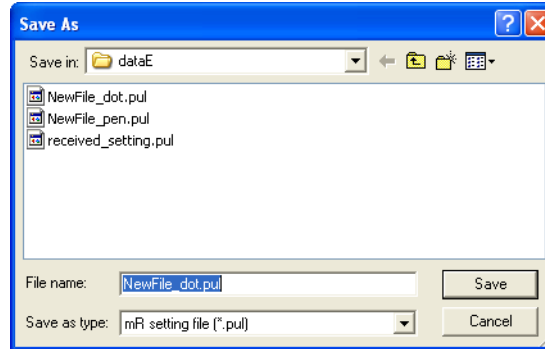 Save As
Save in: dataE
NewFile_dot.pul
NewFile_pen.pul
received_setting.pul
File name: NewFile_dot.pul Save
Save as type: mR setting file (*.pul) Cancel